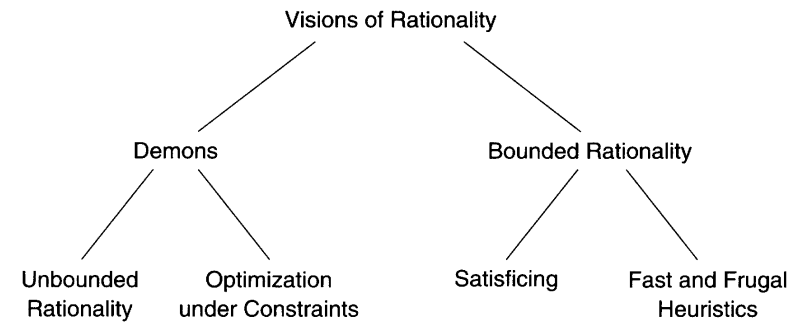 Visions of Rationality
Demons
Bounded Rationality
Unbounded
Rationality
Optimization
under Constraints
Satisficing
Fast and Frugal
Heuristics